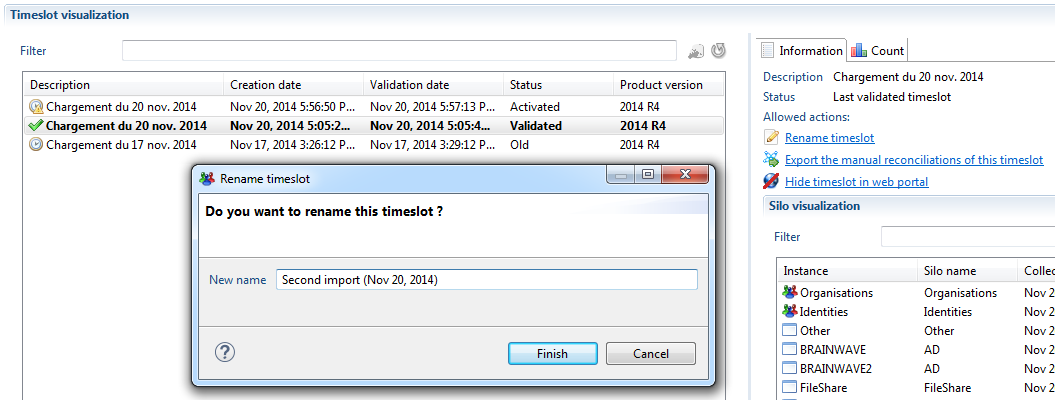 Timeslot visualization
Filter
Description Creation date Validation date Status Product version
Chargement du 20 nov. 2014 Nov 20, 2014 5:56:50 P... Nov 20, 2014 5:57:13 P... Activated 2014 R4
Chargement du 20 nov. 2014 Nov 20, 2014 5:05:2... Nov 20, 2014 5:05:4... Validated 2014 R4
Chargement du 17 nov. 2014 Nov 17, 2014 3:26:12 P... Nov 17, 2014 3:29:12 P... Old 2014 R4
Rename timeslot
Do you want to rename this timeslot ?
New name Second import (Nov 20, 2014)
? Finish Cancel
Information Count
Description Chargement du 20 nov. 2014
Status Last validated timeslot
Allowed actions:
Rename timeslot
Export the manual reconciliations of this timeslot
Hide timeslot in web portal
Silo visualization
Filter
Instance Silo name Collec
Organisations Organisations Nov 2
Identities Identities Nov 2
Other Other Nov 2
BRAINWAVE AD Nov 2
BRAINWAVE2 AD Nov 2
FileShare FileShare Nov 2